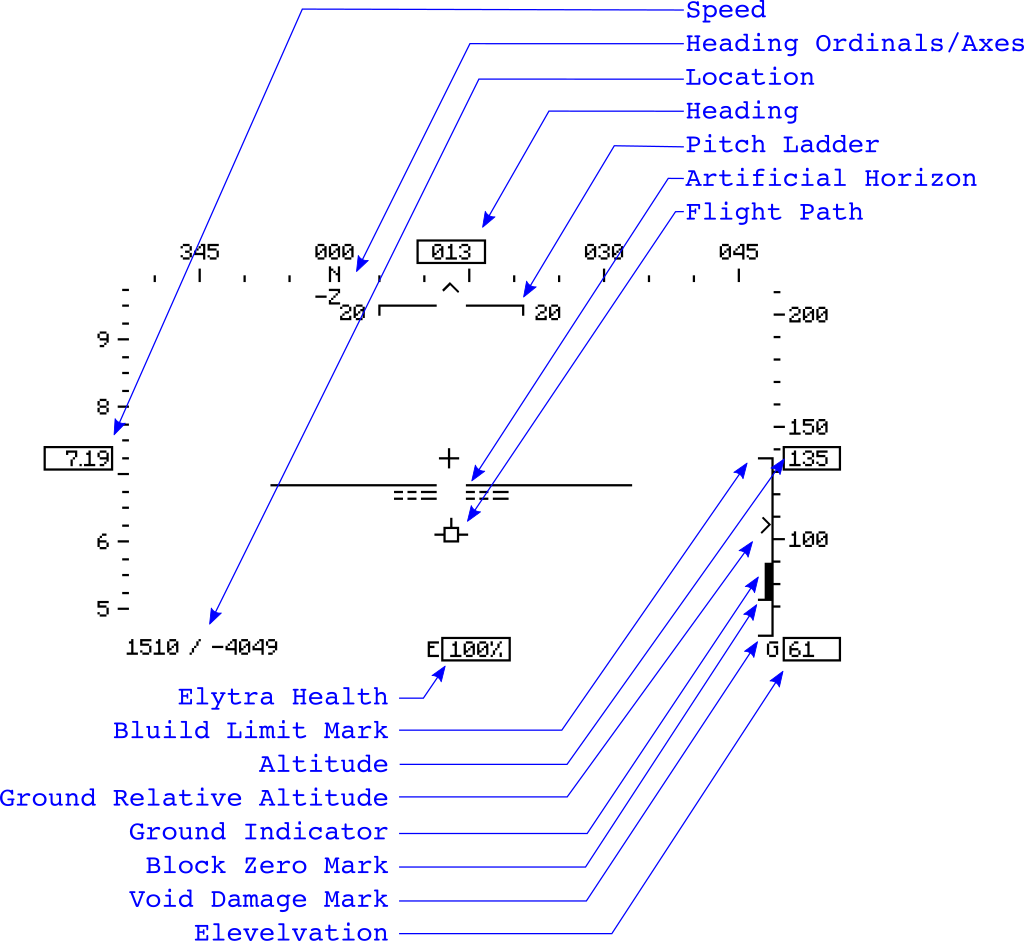 Speed
Heading Ordinals/Axes
Location
Heading
Pitch Ladder
Artificial Horizon
Flight Path
345 000 013 030 045
N
-Z
20 20
200
9
8
150
7.19 135
6 100
5
1510 / -4049 E 100% G 61
Elytra Health
Bluild Limit Mark
Altitude
Ground Relative Altitude
Ground Indicator
Block Zero Mark
Void Damage Mark
Elevelvation